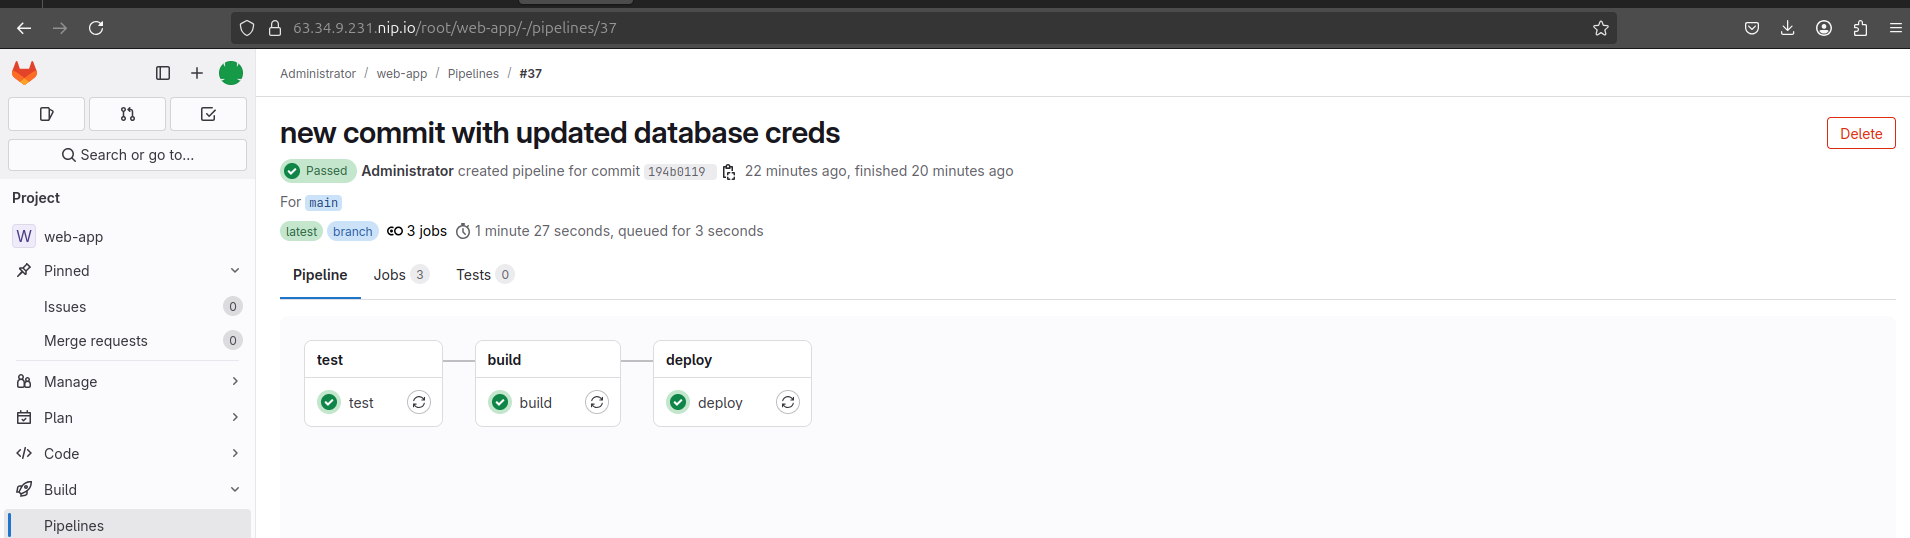 63.34.9.231.nip.io/root/web-app/-/pipelines/37
Administrator / web-app / Pipelines / #37
Search or go to...
Project
W web-app
Pinned
Issues 0
Merge requests 0
Manage
Plan
Code
Build
Pipelines
new commit with updated database creds
Delete
Passed Administrator created pipeline for commit 194b0119 22 minutes ago, finished 20 minutes ago
For main
latest branch 3 jobs 1 minute 27 seconds, queued for 3 seconds
Pipeline Jobs 3 Tests 0
test build deploy
test build deploy